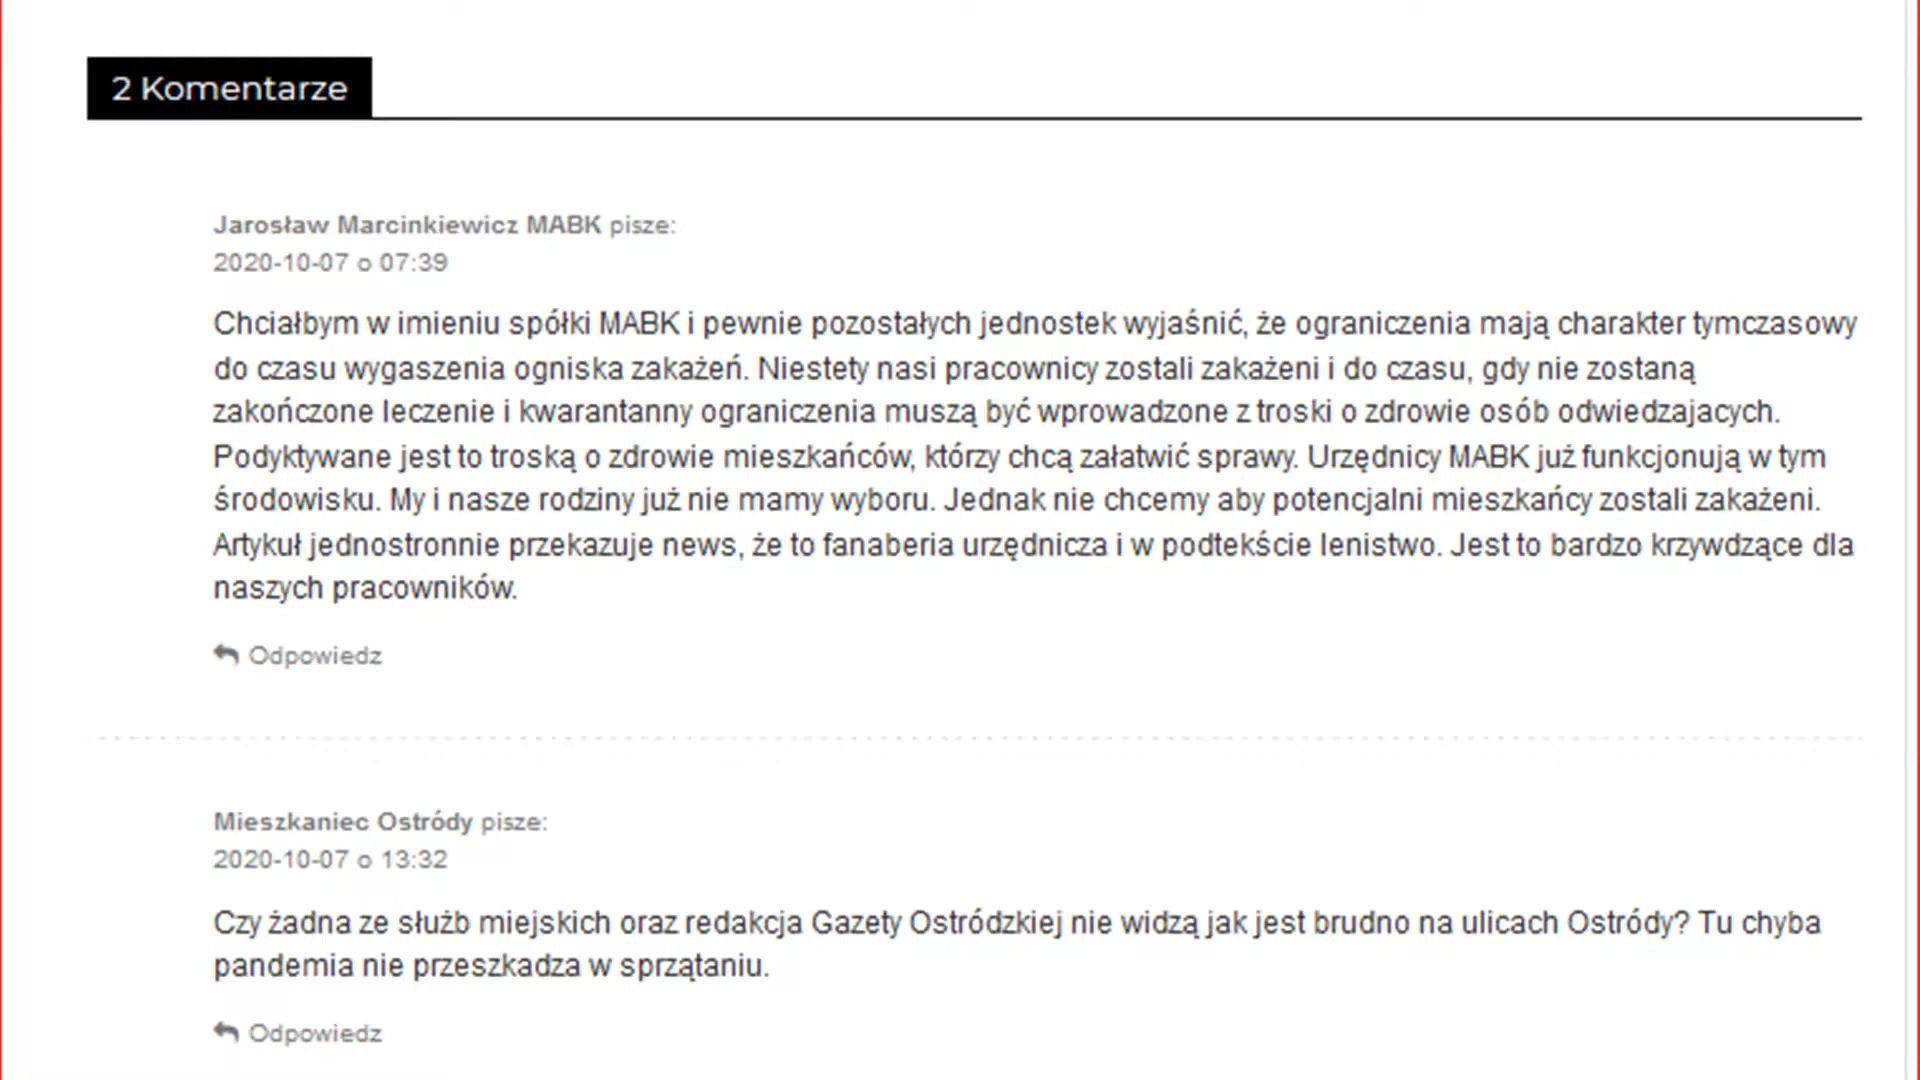 2 Komentarze
Jarosław Marcinkiewicz MABK pisze:
2020-10-07 o 07:39
Chciałbym w imieniu spółki MABK i pewnie pozostałych jednostek wyjaśnić, że ograniczenia mają charakter tymczasowy
do czasu wygaszenia ogniska zakażeń. Niestety nasi pracownicy zostali zakażeni i do czasu, gdy nie zostaną
zakończone leczenie i kwarantanny ograniczenia muszą być wprowadzone z troski o zdrowie osób odwiedzajacych.
Podyktywane jest to troską o zdrowie mieszkańców, którzy chcą załatwić sprawy. Urzędnicy MABK już funkcjonują w tym
środowisku. My i nasze rodziny już nie mamy wyboru. Jednak nie chcemy aby potencjalni mieszkańcy zostali zakażeni.
Artykuł jednostronnie przekazuje news, że to fanaberia urzędnicza i w podtekście lenistwo. Jest to bardzo krzywdzące dla
naszych pracowników.
Odpowiedz
Mieszkaniec Ostródy pisze:
2020-10-07 o 13:32
Czy żadna ze służb miejskich oraz redakcja Gazety Ostródzkiej nie widzą jak jest brudno na ulicach Ostródy? Tu chyba
pandemia nie przeszkadza w sprzątaniu.
Odpowiedz